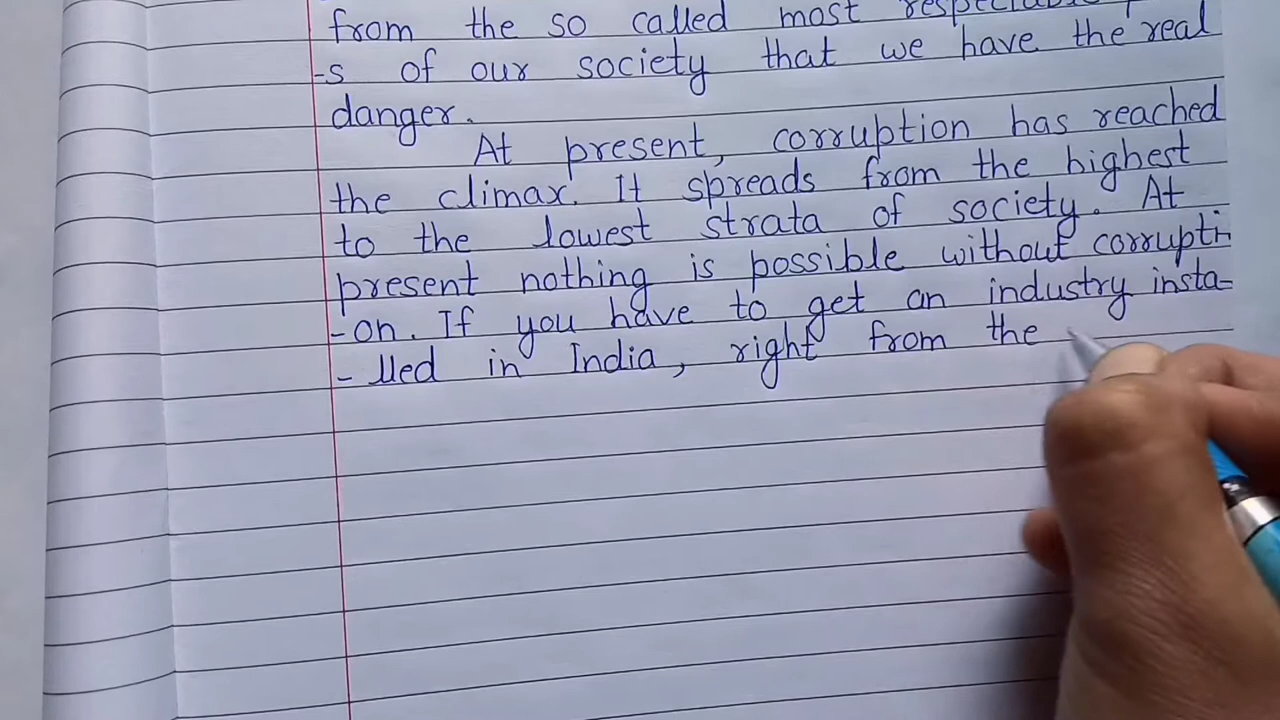 from the so called most respectable
-s of our society that we have the real
danger.
At present, corruption has reached
the climax. It spreads from the highest
to the lowest strata of society. At
present nothing is possible without corrupti
-on. If you have to get an industry insta-
- lled in India, right from the